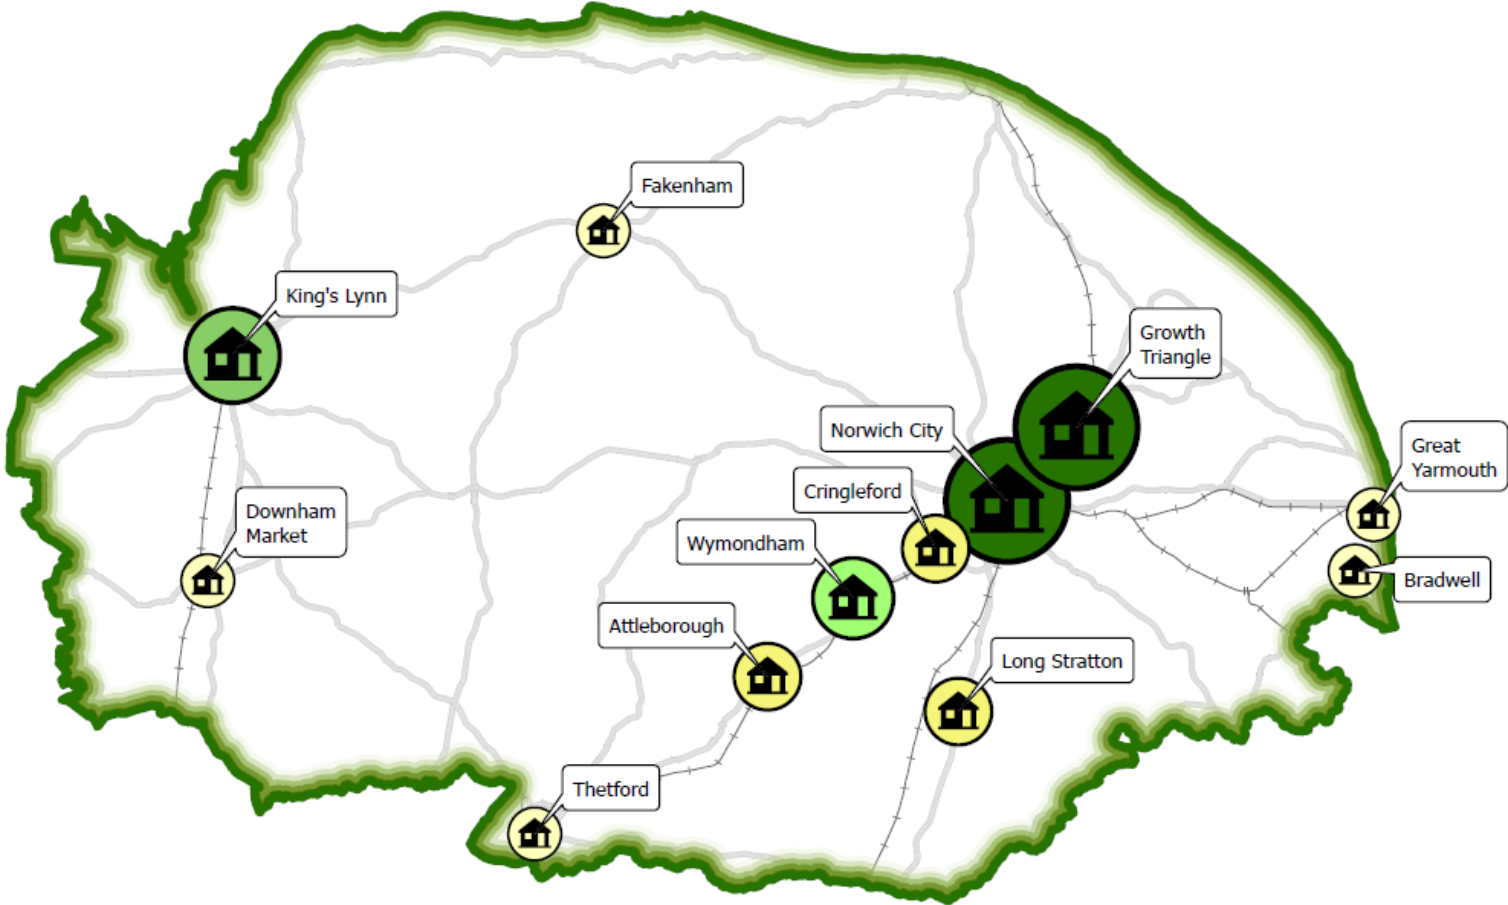 Fakenham
King's Lynn
Growth
Triangle
Norwich City
Great
Yarmouth
Cringleford
Downham
Market
Wymondham
Bradwell
Attleborough
Long Stratton
Thetford